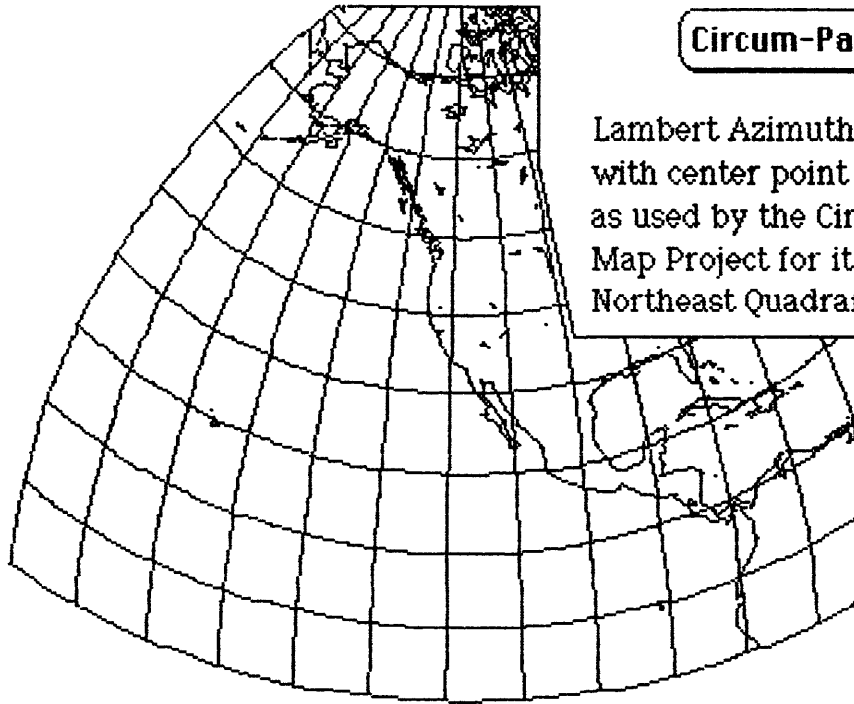 Circum-Pa
Lambert Azimuth
with center point
as used by the Cir
Map Project for it
Northeast Quadra